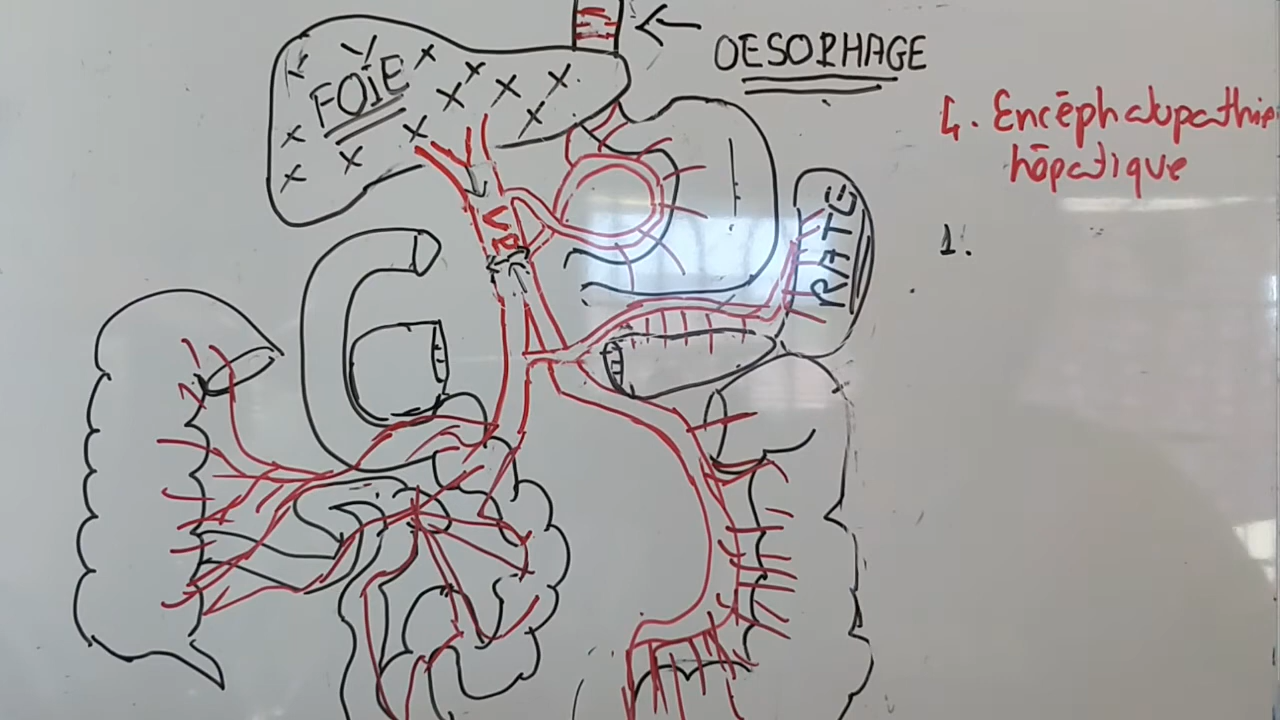 OESOPHAGE
FOIE
4. Encéphalopathie
hépatique
RATE
VP
1.